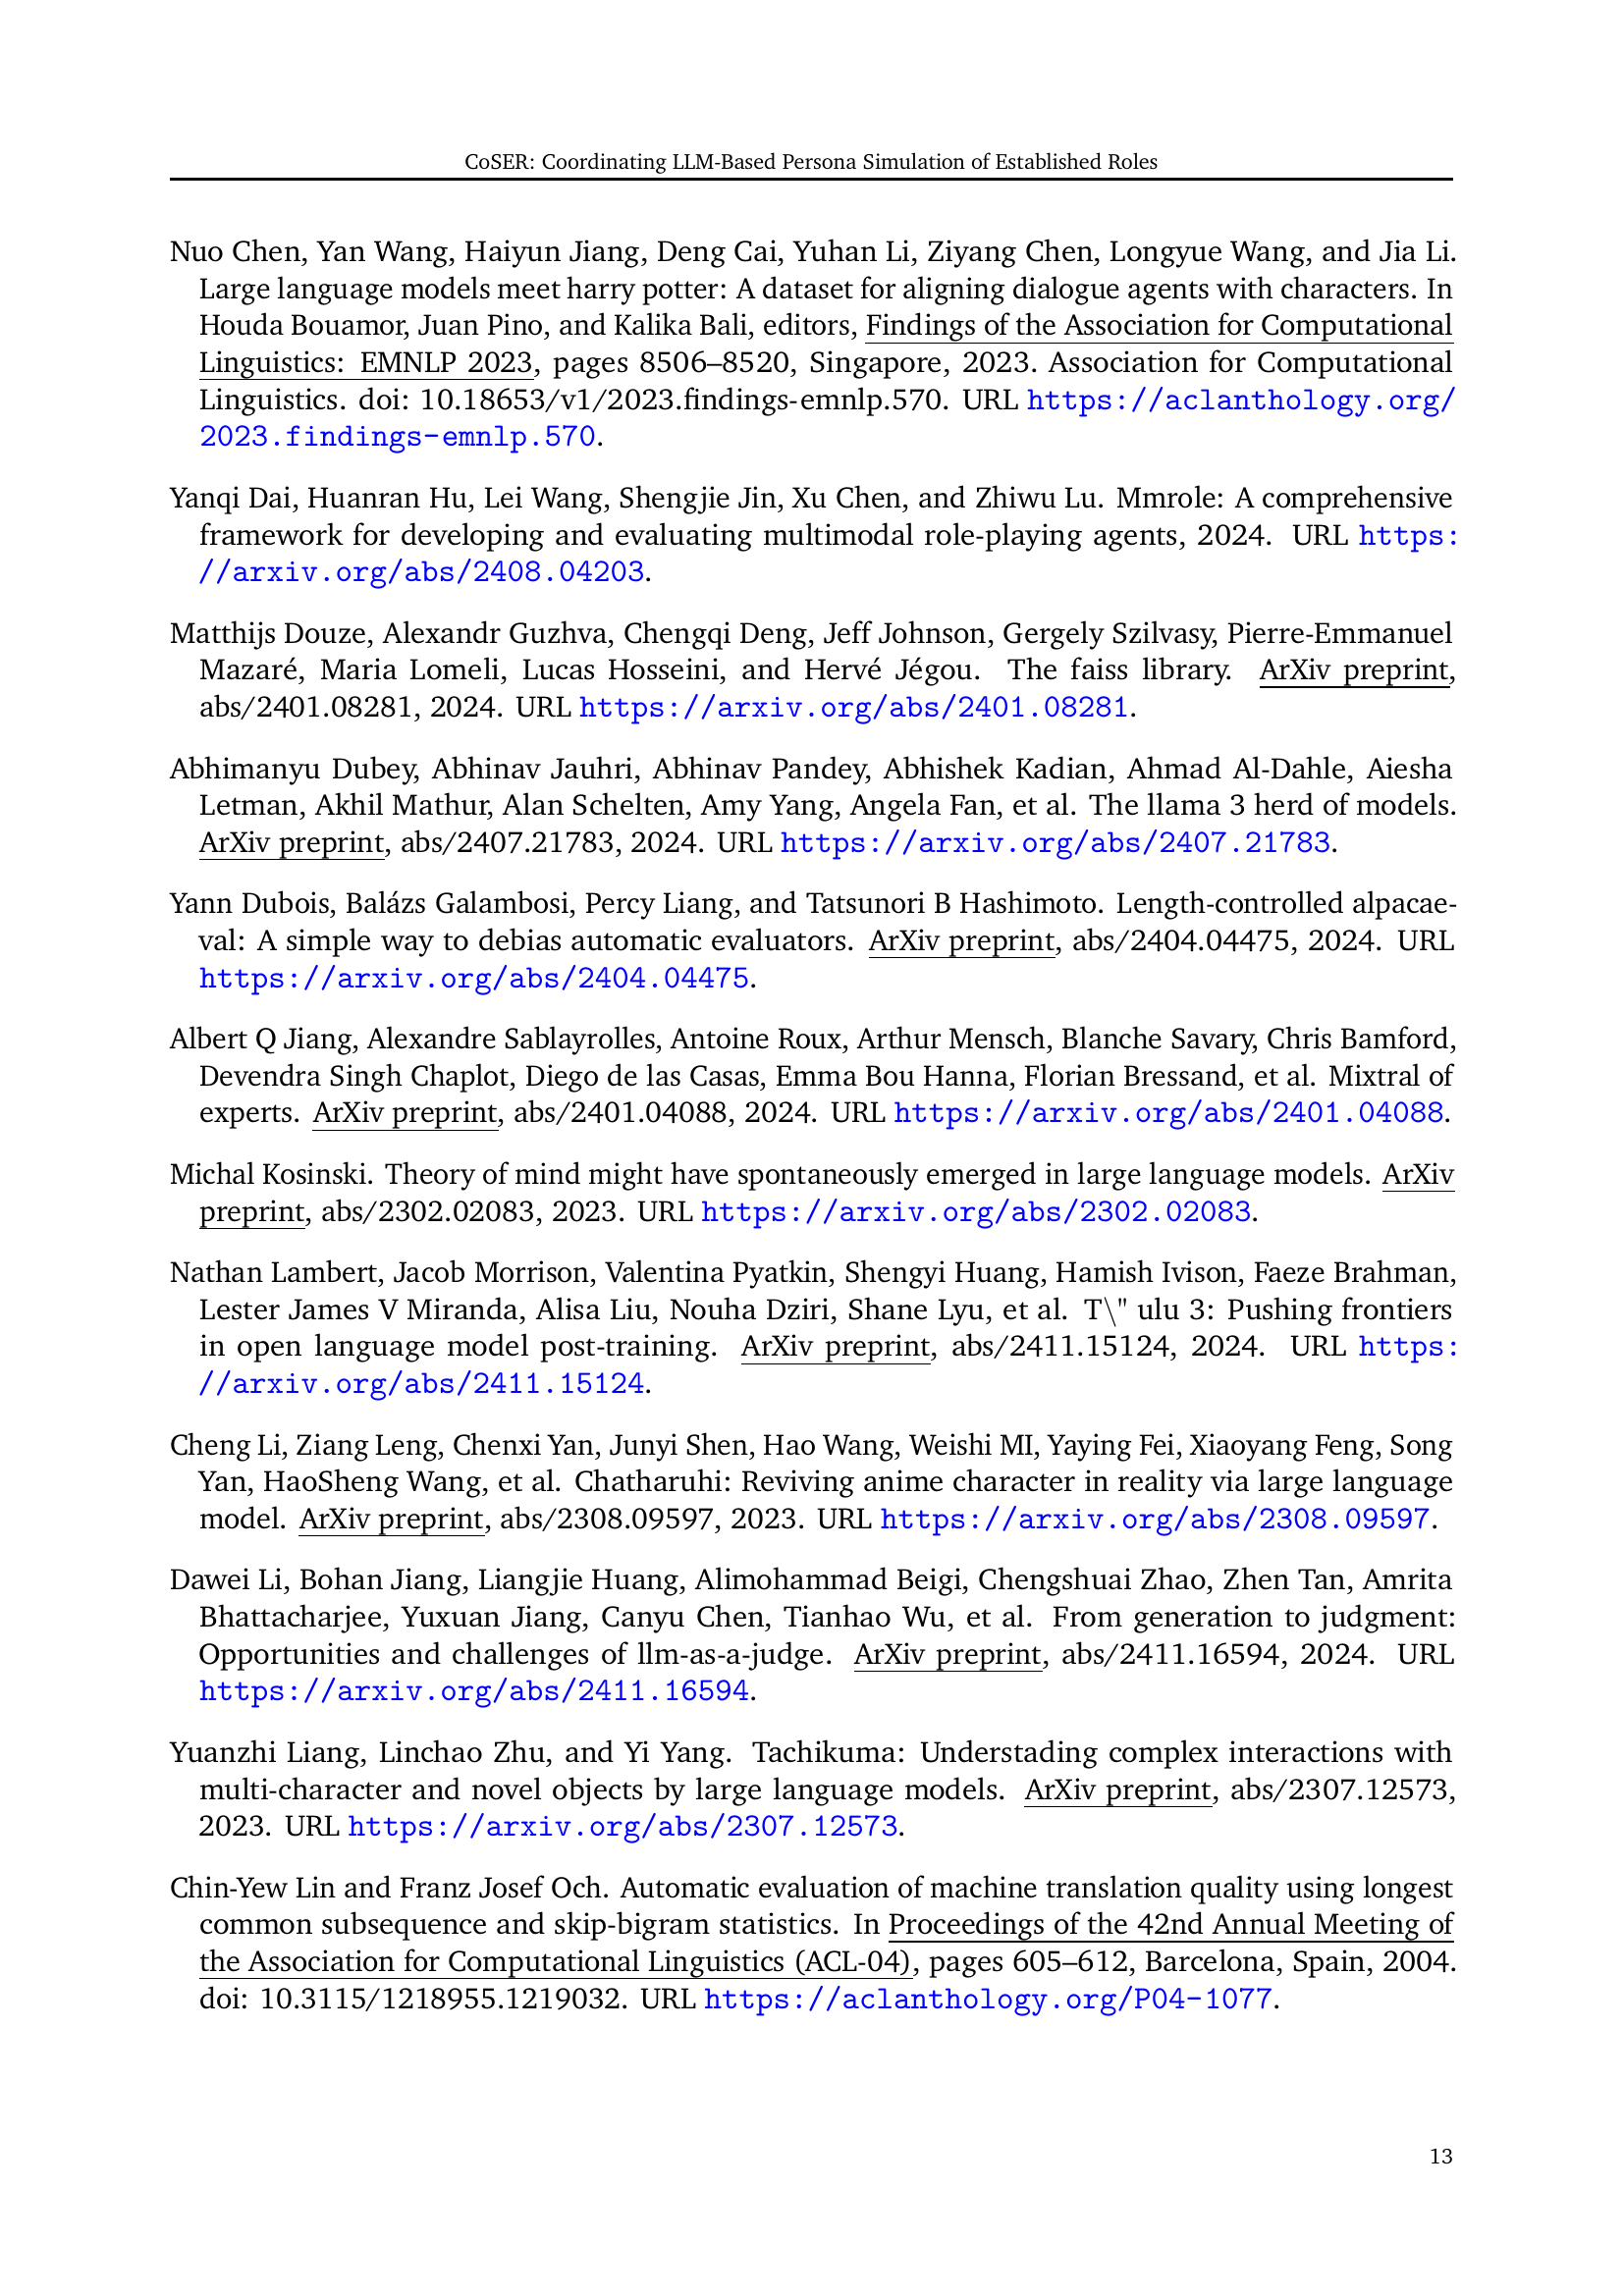 CoSER: Coordinating LLM-Based Persona Simulation of Established Roles
Nuo Chen, Yan Wang, Haiyun Jiang, Deng Cai, Yuhan Li, Ziyang Chen, Longyue Wang, and Jia Li.
Large language models meet harry potter: A dataset for aligning dialogue agents with characters. In
Houda Bouamor, Juan Pino, and Kalika Bali, editors, Findings of the Association for Computational
Linguistics: EMNLP 2023, pages 8506–8520, Singapore, 2023. Association for Computational
Linguistics. doi: 10.18653/v1/2023.findings-emnlp.570. URL https://aclanthology.org/
2023.findings-emnlp.570.
Yanqi Dai, Huanran Hu, Lei Wang, Shengjie Jin, Xu Chen, and Zhiwu Lu. Mmrole: A comprehensive
framework for developing and evaluating multimodal role-playing agents, 2024. URL https:
//arxiv.org/abs/2408.04203.
Matthijs Douze, Alexandr Guzhva, Chengqi Deng, Jeff Johnson, Gergely Szilvasy, Pierre-Emmanuel
Mazaré, Maria Lomeli, Lucas Hosseini, and Hervé Jégou. The faiss library. ArXiv preprint,
abs/2401.08281, 2024. URL https://arxiv.org/abs/2401.08281.
Abhimanyu Dubey, Abhinav Jauhri, Abhinav Pandey, Abhishek Kadian, Ahmad Al-Dahle, Aiesha
Letman, Akhil Mathur, Alan Schelten, Amy Yang, Angela Fan, et al. The llama 3 herd of models.
ArXiv preprint, abs/2407.21783, 2024. URL https://arxiv.org/abs/2407.21783.
Yann Dubois, Balázs Galambosi, Percy Liang, and Tatsunori B Hashimoto. Length-controlled alpacae-
val: A simple way to debias automatic evaluators. ArXiv preprint, abs/2404.04475, 2024. URL
https://arxiv.org/abs/2404.04475.
Albert Q Jiang, Alexandre Sablayrolles, Antoine Roux, Arthur Mensch, Blanche Savary, Chris Bamford,
Devendra Singh Chaplot, Diego de las Casas, Emma Bou Hanna, Florian Bressand, et al. Mixtral of
experts. ArXiv preprint, abs/2401.04088, 2024. URL https://arxiv.org/abs/2401.04088.
Michal Kosinski. Theory of mind might have spontaneously emerged in large language models. ArXiv
preprint, abs/2302.02083, 2023. URL https://arxiv.org/abs/2302.02083.
Nathan Lambert, Jacob Morrison, Valentina Pyatkin, Shengyi Huang, Hamish Ivison, Faeze Brahman,
Lester James V Miranda, Alisa Liu, Nouha Dziri, Shane Lyu, et al. T\" ulu 3: Pushing frontiers
in open language model post-training. ArXiv preprint, abs/2411.15124, 2024. URL https:
//arxiv.org/abs/2411.15124.
Cheng Li, Ziang Leng, Chenxi Yan, Junyi Shen, Hao Wang, Weishi MI, Yaying Fei, Xiaoyang Feng, Song
Yan, HaoSheng Wang, et al. Chatharuhi: Reviving anime character in reality via large language
model. ArXiv preprint, abs/2308.09597, 2023. URL https://arxiv.org/abs/2308.09597.
Dawei Li, Bohan Jiang, Liangjie Huang, Alimohammad Beigi, Chengshuai Zhao, Zhen Tan, Amrita
Bhattacharjee, Yuxuan Jiang, Canyu Chen, Tianhao Wu, et al. From generation to judgment:
Opportunities and challenges of llm-as-a-judge. ArXiv preprint, abs/2411.16594, 2024. URL
https://arxiv.org/abs/2411.16594.
Yuanzhi Liang, Linchao Zhu, and Yi Yang. Tachikuma: Understading complex interactions with
multi-character and novel objects by large language models. ArXiv preprint, abs/2307.12573,
2023. URL https://arxiv.org/abs/2307.12573.
Chin-Yew Lin and Franz Josef Och. Automatic evaluation of machine translation quality using longest
common subsequence and skip-bigram statistics. In Proceedings of the 42nd Annual Meeting of
the Association for Computational Linguistics (ACL-04), pages 605–612, Barcelona, Spain, 2004.
doi: 10.3115/1218955.1219032. URL https://aclanthology.org/P04-1077.
13